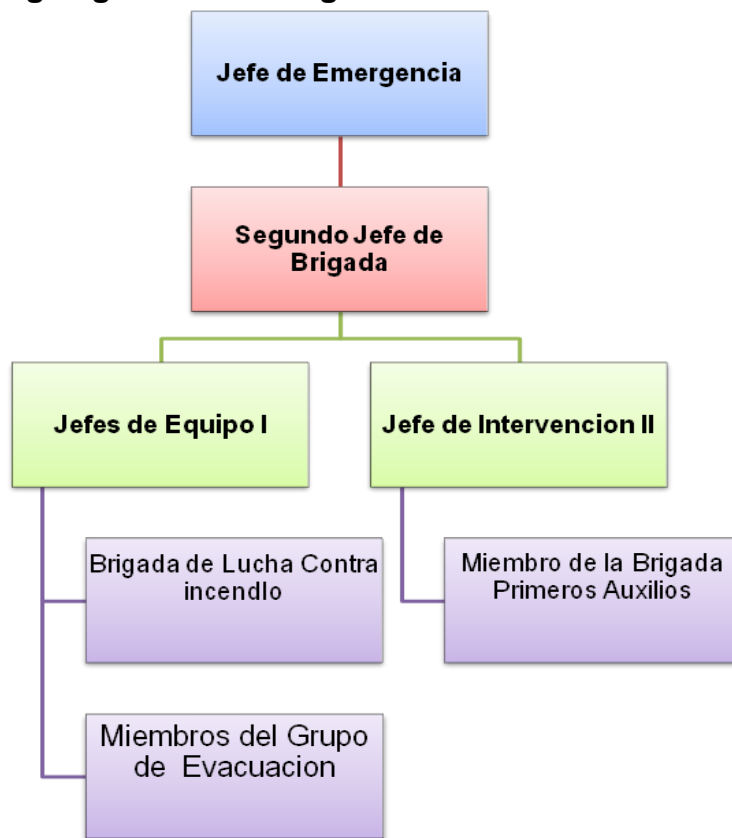 Jefe de Emergencia
Segundo Jefe de
Brigada
Jefes de Equipo I
Jefe de Intervencion II
Brigada de Lucha Contra
incendlo
Miembro de la Brigada
Primeros Auxilios
Miembros del Grupo
de Evacuacion